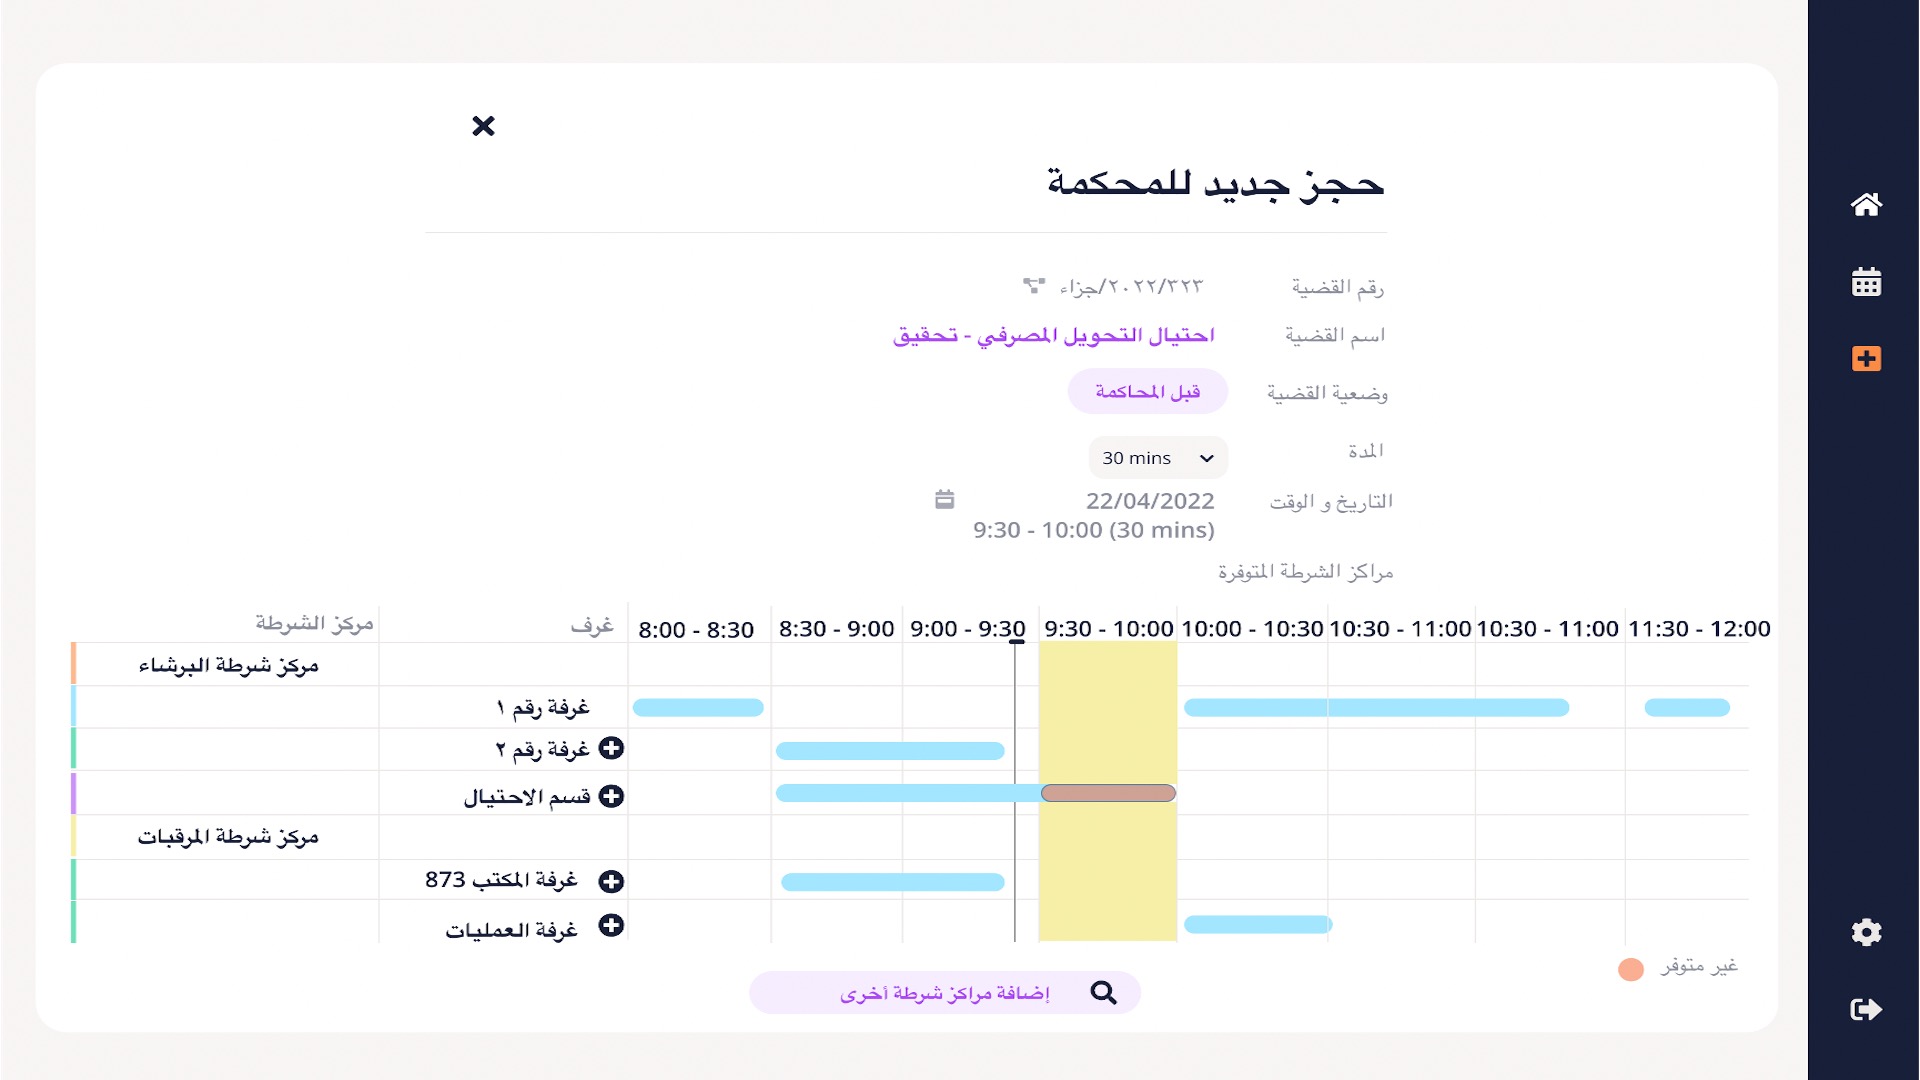 حجز جديد للمحكمة
رقم القضية ٢٠٢٢/٣٢٣/جزاء
اسم القضية احتيال التحويل المصرفي - تحقيق
وضعية القضية قبل المحاكمة
المدة 30 mins
التاريخ و الوقت 22/04/2022
9:30 - 10:00 (30 mins)
مراكز الشرطة المتوفرة
مركز الشرطة غرف 8:00 - 8:30 8:30 - 9:00 9:00 - 9:30 9:30 - 10:00 10:00 - 10:30 10:30 - 11:00 10:30 - 11:00 11:30 - 12:00
مركز شرطة البرشاء
غرفة رقم ١
غرفة رقم ٢
قسم الاحتيال
مركز شرطة المرقبات
غرفة المكتب 873
غرفة العمليات
غير متوفر
إضافة مراكز شرطة أخرى